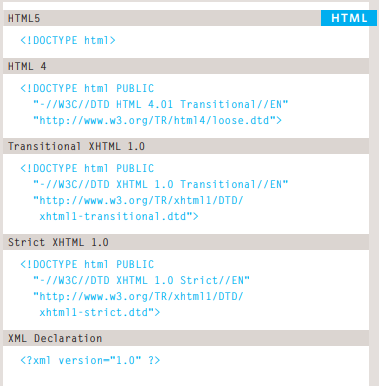 HTML5
HTML
<!DOCTYPE html>
HTML 4
<!DOCTYPE html PUBLIC
"-//W3C//DTD HTML 4.01 Transitional//EN"
"http://www.w3.org/TR/html4/loose.dtd">
Transitional XHTML 1.0
<!DOCTYPE html PUBLIC
"-//W3C//DTD XHTML 1.0 Transitional//EN"
"http://www.w3.org/TR/xhtml1/DTD/
xhtml1-transitional.dtd">
Strict XHTML 1.0
<!DOCTYPE html PUBLIC
"-//W3C//DTD XHTML 1.0 Strict//EN"
"http://www.w3.org/TR/xhtml1/DTD/
xhtml1-strict.dtd">
XML Declaration
<?xml version="1.0" ?>